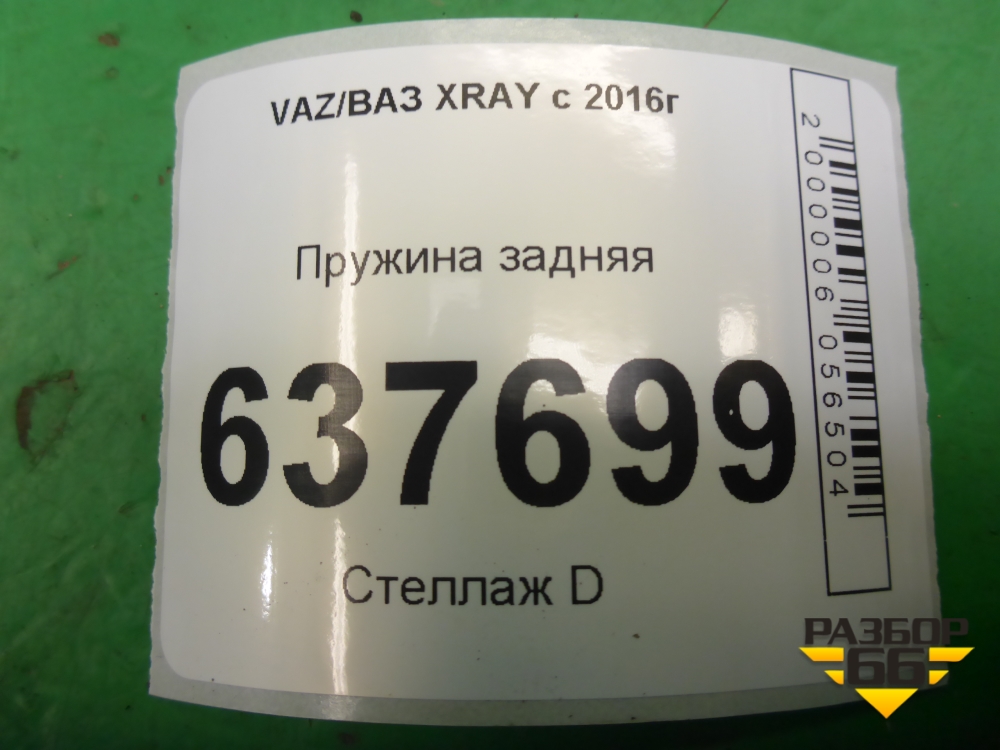 VAZ/ВАЗ XRAY с 2016г
Пружина задняя
637699
Стеллаж D
2000006056504
РАЗБОР
66